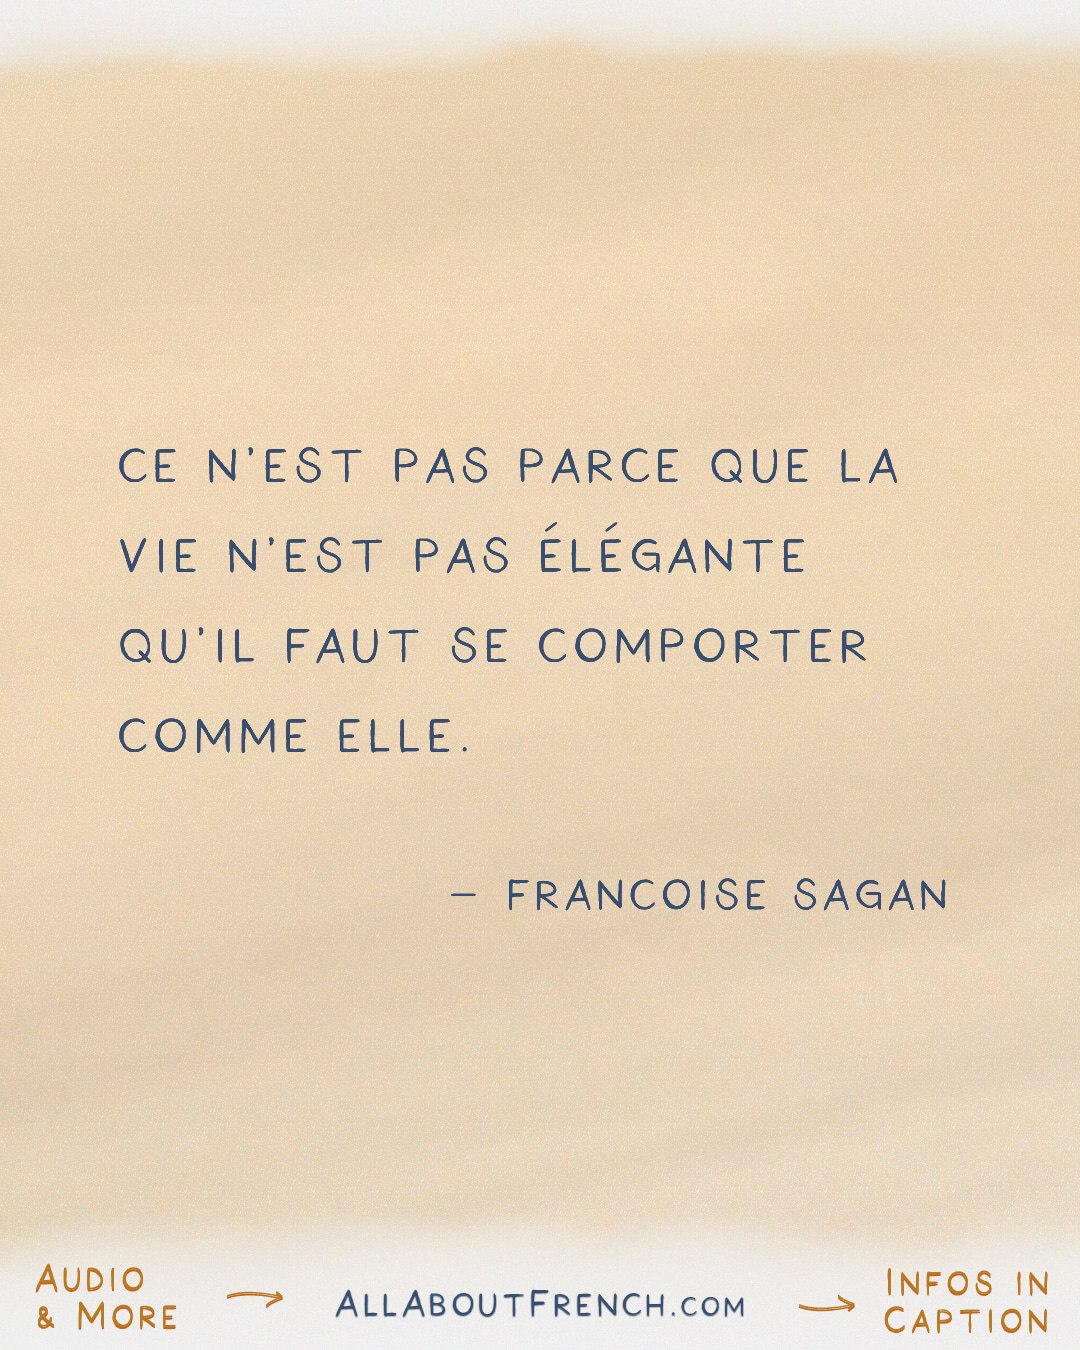 CE N'EST PAS PARCE QUE LA
VIE N'EST PAS ÉLÉGANTE
QU'IL FAUT SE COMPORTER
COMME ELLE.
– FRANCOISE SAGAN
AUDIO
& MORE
ALLABOUTFRENCH.COM
INFOS IN
CAPTION